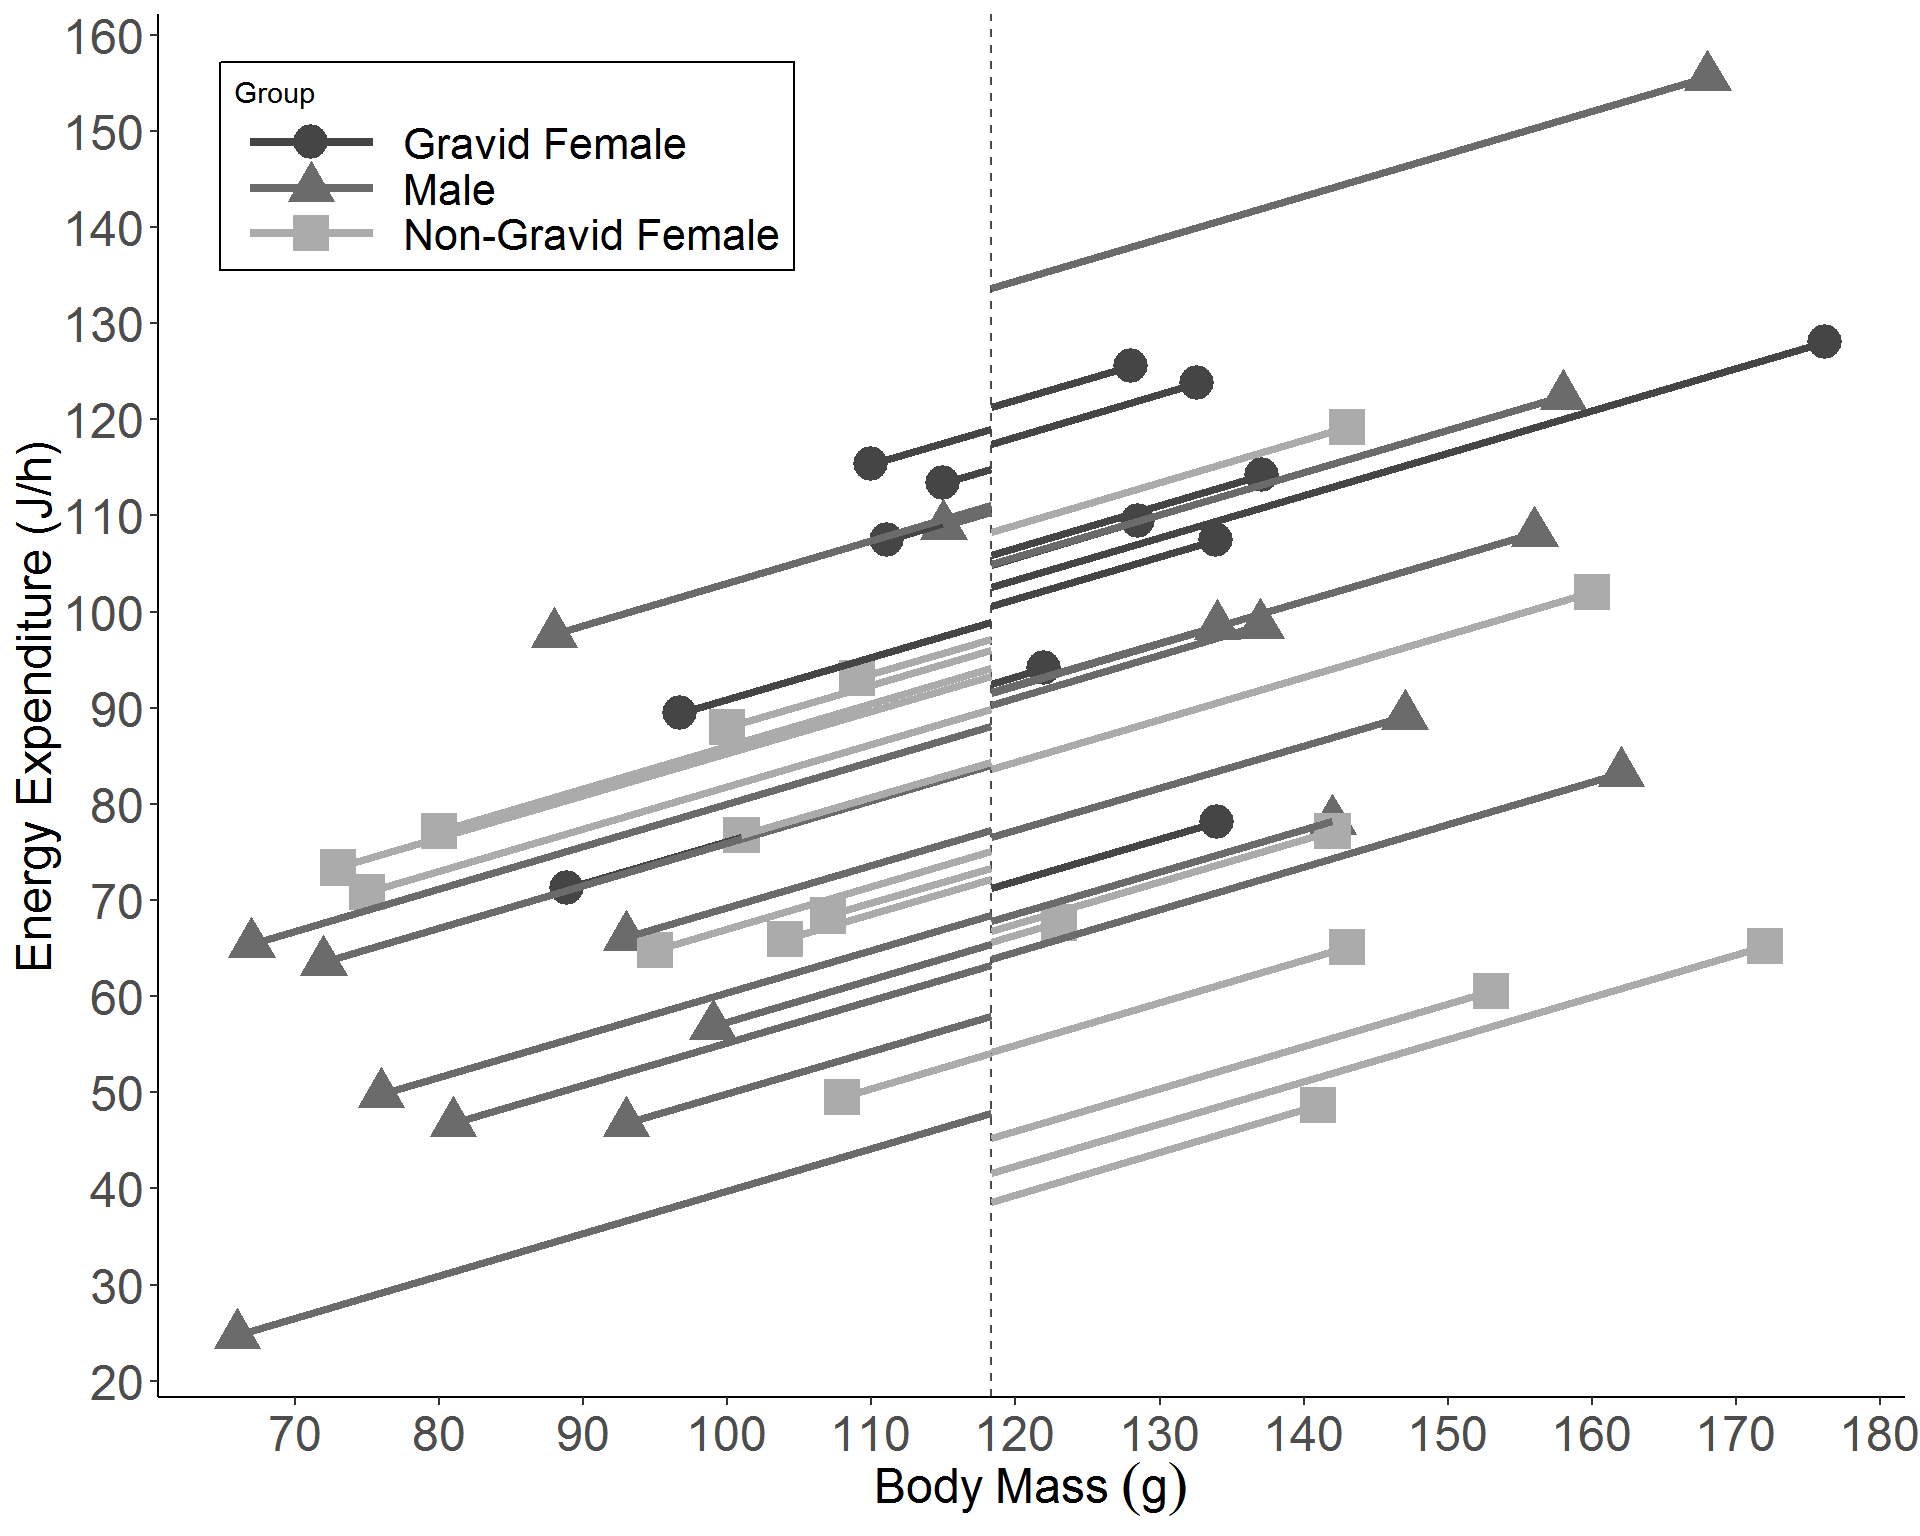 160
150
140
130
120
110
100
90
80
70
60
50
40
30
20
Energy Expenditure (J/h)
Group
Gravid Female
Male
Non-Gravid Female
70 80 90 100 110 120 130 140 150 160 170 180
Body Mass (g)